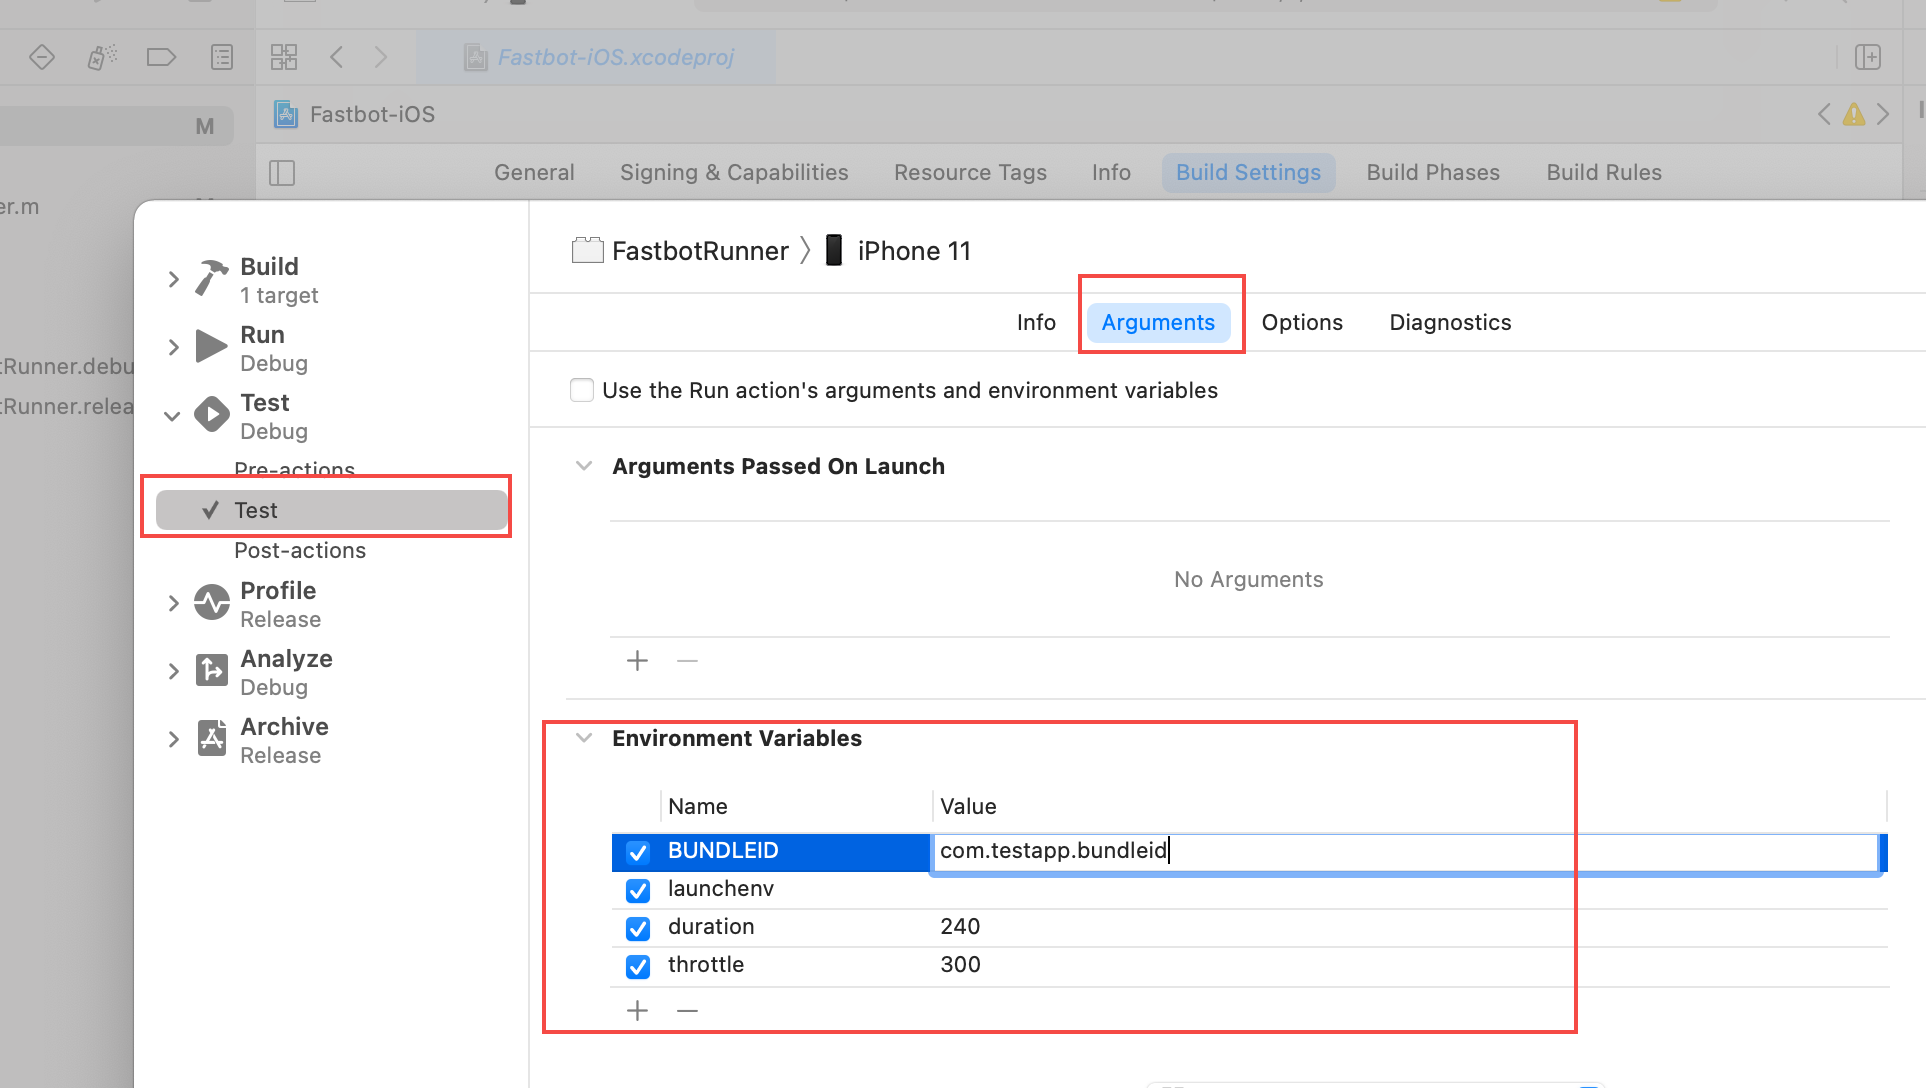 Fastbot-iOS.xcodeproj
Fastbot-iOS
M
General Signing & Capabilities Resource Tags Info Build Settings Build Phases Build Rules
er.m
tRunner.debu
tRunner.relea
Build
1 target
Run
Debug
Test
Debug
Pre-actions
Test
Post-actions
Profile
Release
Analyze
Debug
Archive
Release
FastbotRunner iPhone 11
Info Arguments Options Diagnostics
Use the Run action's arguments and environment variables
Arguments Passed On Launch
No Arguments
Environment Variables
Name Value
BUNDLEID com.testapp.bundleid
launchenv
duration 240
throttle 300